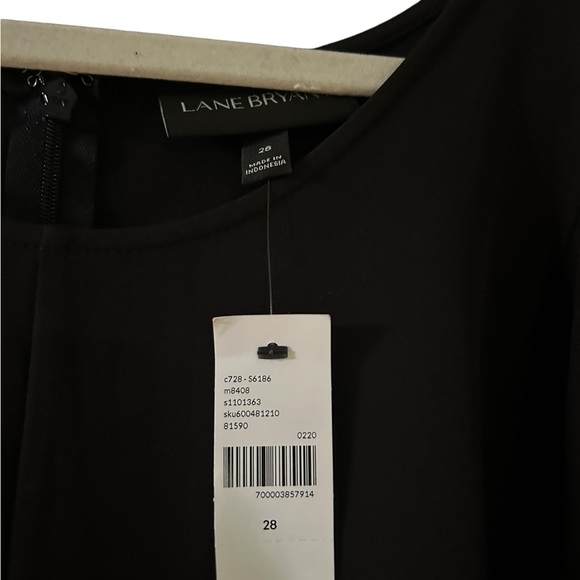 LANE BRYAN
28
MADE IN
INDONESIA
c728-S6186
m8408
s1101363
sku600481210
81590
0220
700003857914
28